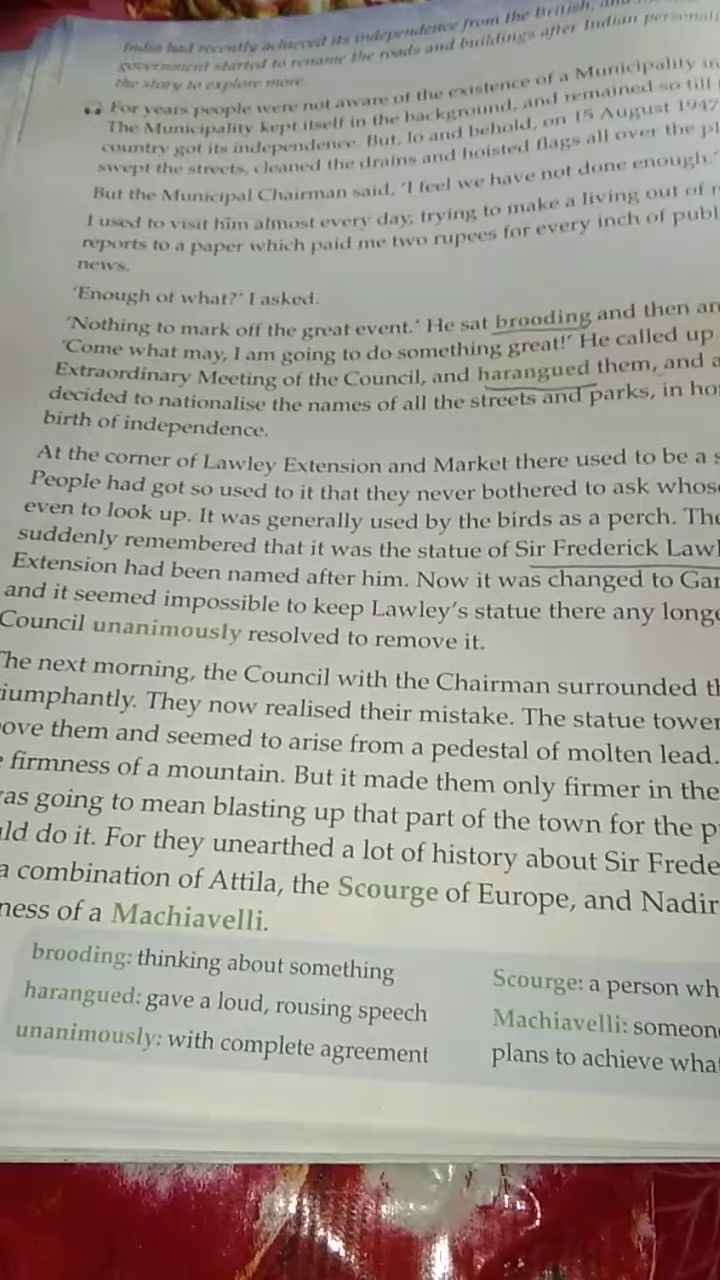 India had recently achieved its independence from the British, and
government started to rename the roads and buildings after Indian
the story to explore more.
For years people were not aware of the existence of a Municipality in
The Municipality kept itself in the background, and remained so till
country got its independence. But, lo and behold, on 15 August 1947
swept the streets, cleaned the drains and hoisted flags all over the
But the Municipal Chairman said, 'I feel we have not done enough.'
I used to visit him almost every day, trying to make a living out of
reports to a paper which paid me two rupees for every inch of
news.
'Enough of what?' I asked.
'Nothing to mark off the great event.' He sat brooding and then
'Come what may, I am going to do something great!' He called up
Extraordinary Meeting of the Council, and harangued them, and
decided to nationalise the names of all the streets and parks, in
birth of independence.
At the corner of Lawley Extension and Market there used to be a
People had got so used to it that they never bothered to ask
even to look up. It was generally used by the birds as a perch.
suddenly remembered that it was the statue of Sir Frederick
Extension had been named after him. Now it was changed to
and it seemed impossible to keep Lawley's statue there any
Council unanimously resolved to remove it.
The next morning, the Council with the Chairman surrounded
iumphantly. They now realised their mistake. The statue
ove them and seemed to arise from a pedestal of molten lead.
firmness of a mountain. But it made them only firmer in the
as going to mean blasting up that part of the town for the
uld do it. For they unearthed a lot of history about Sir
a combination of Attila, the Scourge of Europe, and Nadir
ness of a Machiavelli.
brooding: thinking about something
harangued: gave a loud, rousing speech
unanimously: with complete agreement
Scourge: a person
Machiavelli:
plans to achieve